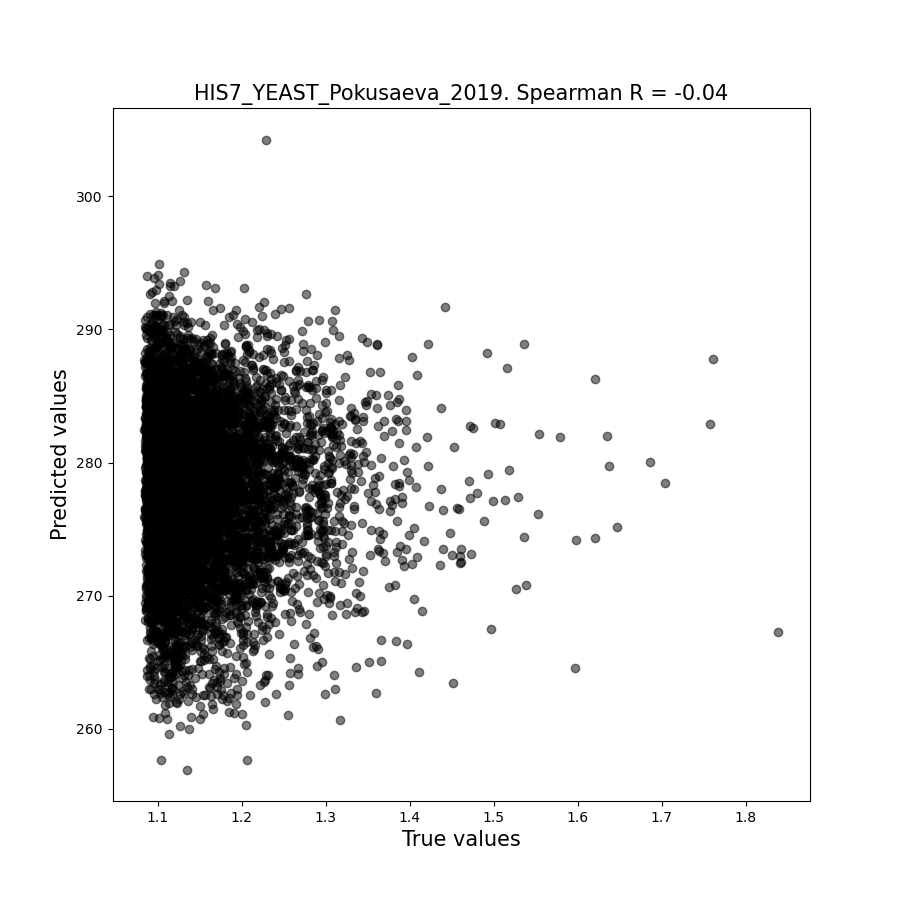 HIS7_YEAST_Pokusaeva_2019. Spearman R = -0.04
300
290
280
270
260
Predicted values
1.1 1.2 1.3 1.4 1.5 1.6 1.7 1.8
True values